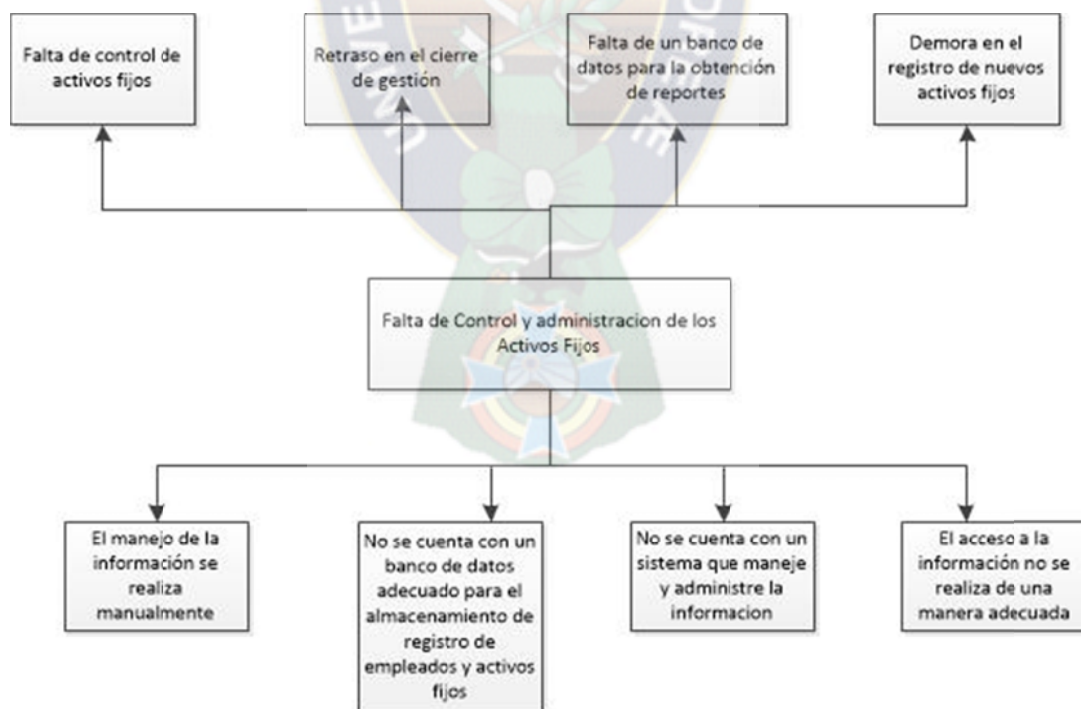 Falta de control de
activos fijos
Retraso en el cierre
de gestión
Falta de un banco de
datos para la obtención
de reportes
Demora en el
registro de nuevos
activos fijos
Falta de Control y administracion de los
Activos Fijos
El manejo de la
información se
realiza
manualmente
No se cuenta con un
banco de datos
adecuado para el
almacenamiento de
registro de
empleados y activos
fijos
No se cuenta con un
sistema que maneje
y administre la
informacion
El acceso a la
información no se
realiza de una
manera adecuada